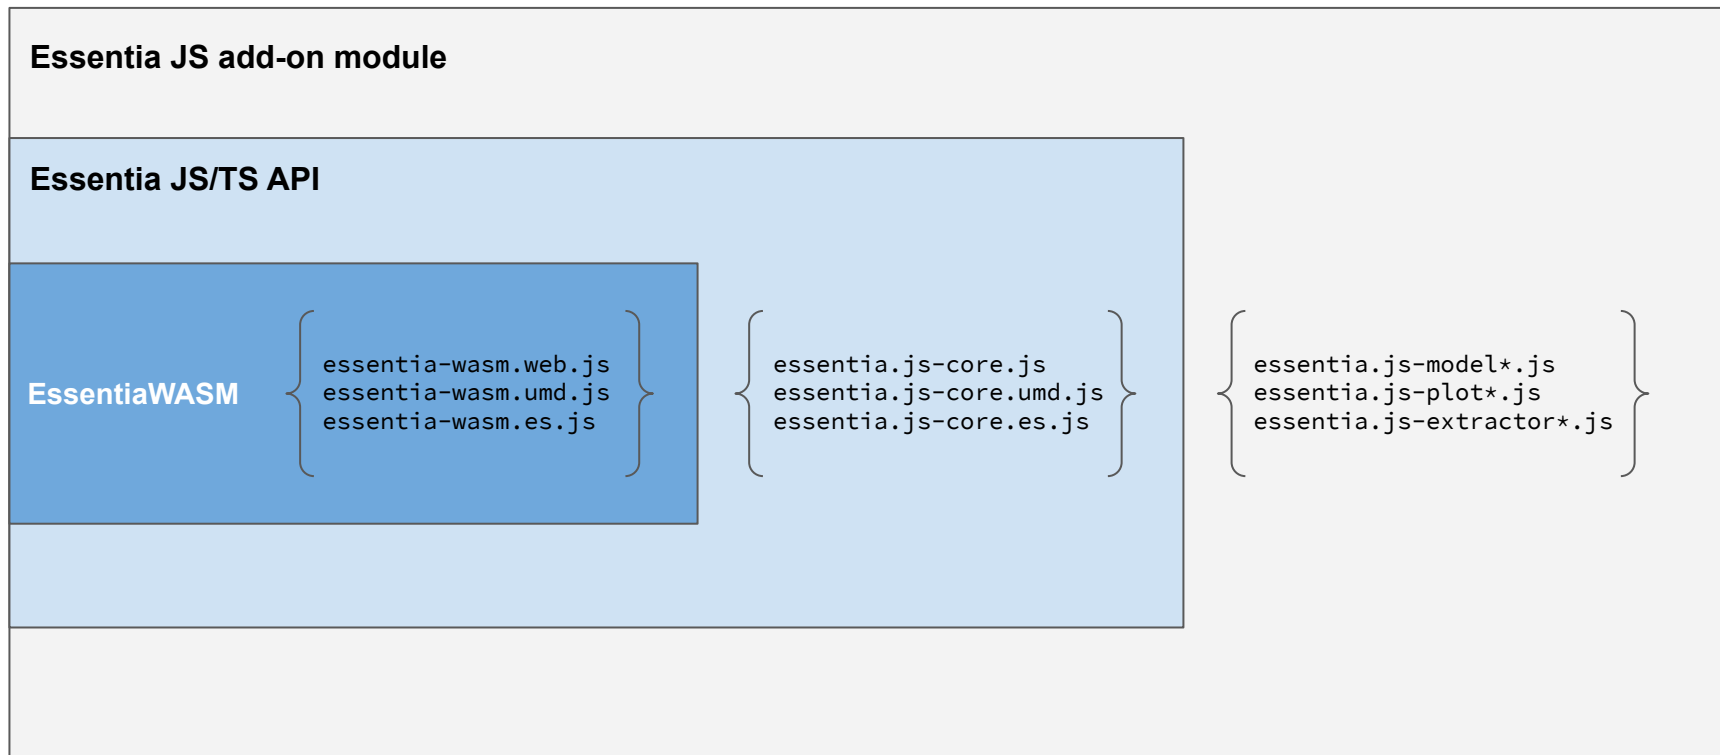 Essentia JS add-on module
Essentia JS/TS API
EssentiaWASM
essentia-wasm.web.js
essentia-wasm.umd.js
essentia-wasm.es.js
essentia.js-core.js
essentia.js-core.umd.js
essentia.js-core.es.js
essentia.js-model*.js
essentia.js-plot*.js
essentia.js-extractor*.js